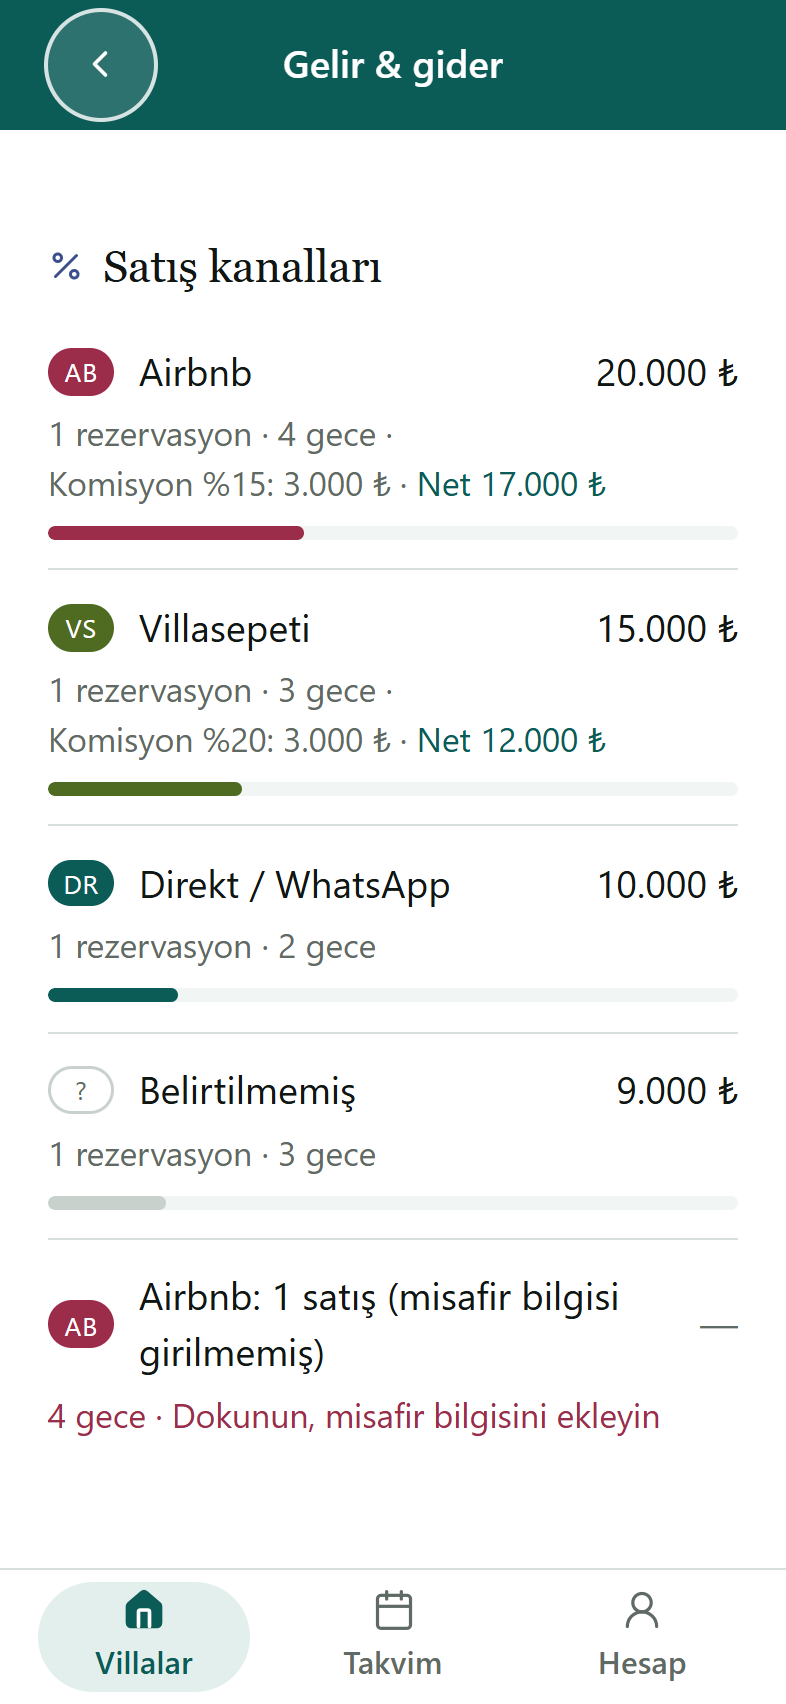 Gelir & gider
% Satış kanalları
AB Airbnb 20.000 ₺
1 rezervasyon · 4 gece ·
Komisyon %15: 3.000 ₺ · Net 17.000 ₺
VS Villasepeti 15.000 ₺
1 rezervasyon · 3 gece ·
Komisyon %20: 3.000 ₺ · Net 12.000 ₺
DR Direkt / WhatsApp 10.000 ₺
1 rezervasyon · 2 gece
? Belirtilmemiş 9.000 ₺
1 rezervasyon · 3 gece
AB Airbnb: 1 satış (misafir bilgisi
girilmemiş) —
4 gece · Dokunun, misafir bilgisini ekleyin
Villalar Takvim Hesap